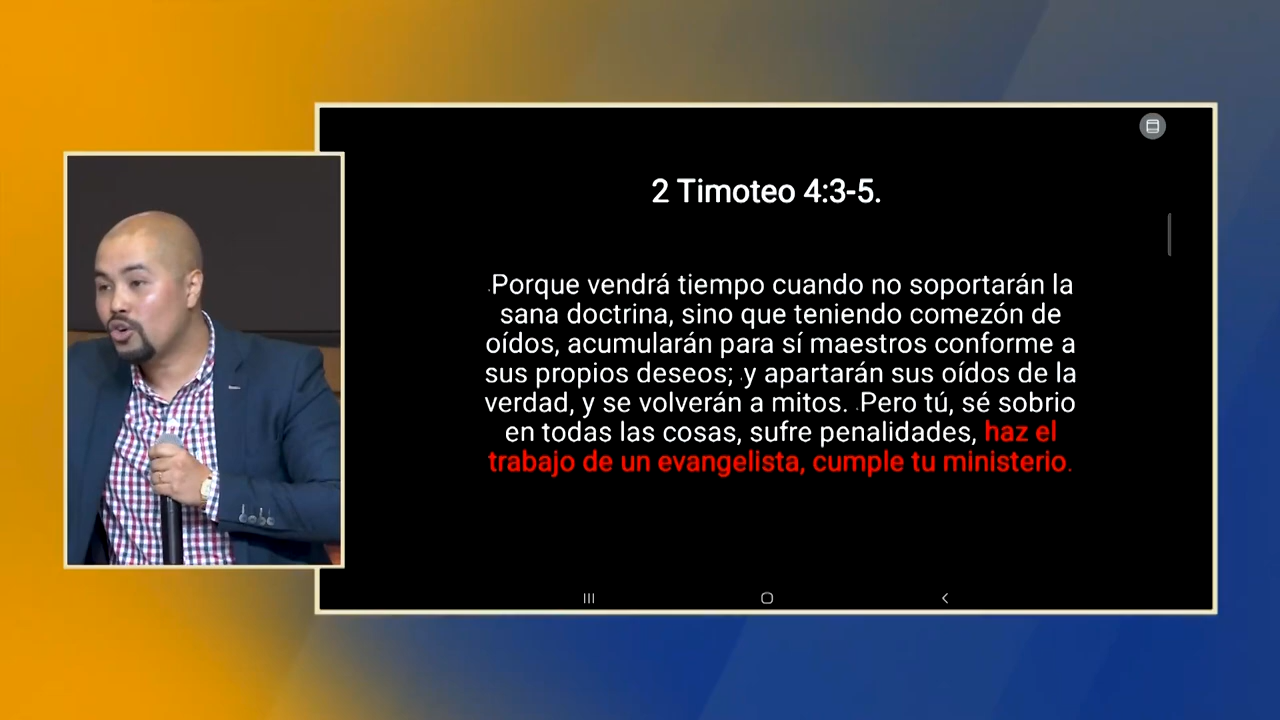 2 Timoteo 4:3-5.
.Porque vendrá tiempo cuando no soportarán la
sana doctrina, sino que teniendo comezón de
oídos, acumularán para sí maestros conforme a
sus propios deseos; .y apartarán sus oídos de la
verdad, y se volverán a mitos. .Pero tú, sé sobrio
en todas las cosas, sufre penalidades, haz el
trabajo de un evangelista, cumple tu ministerio.